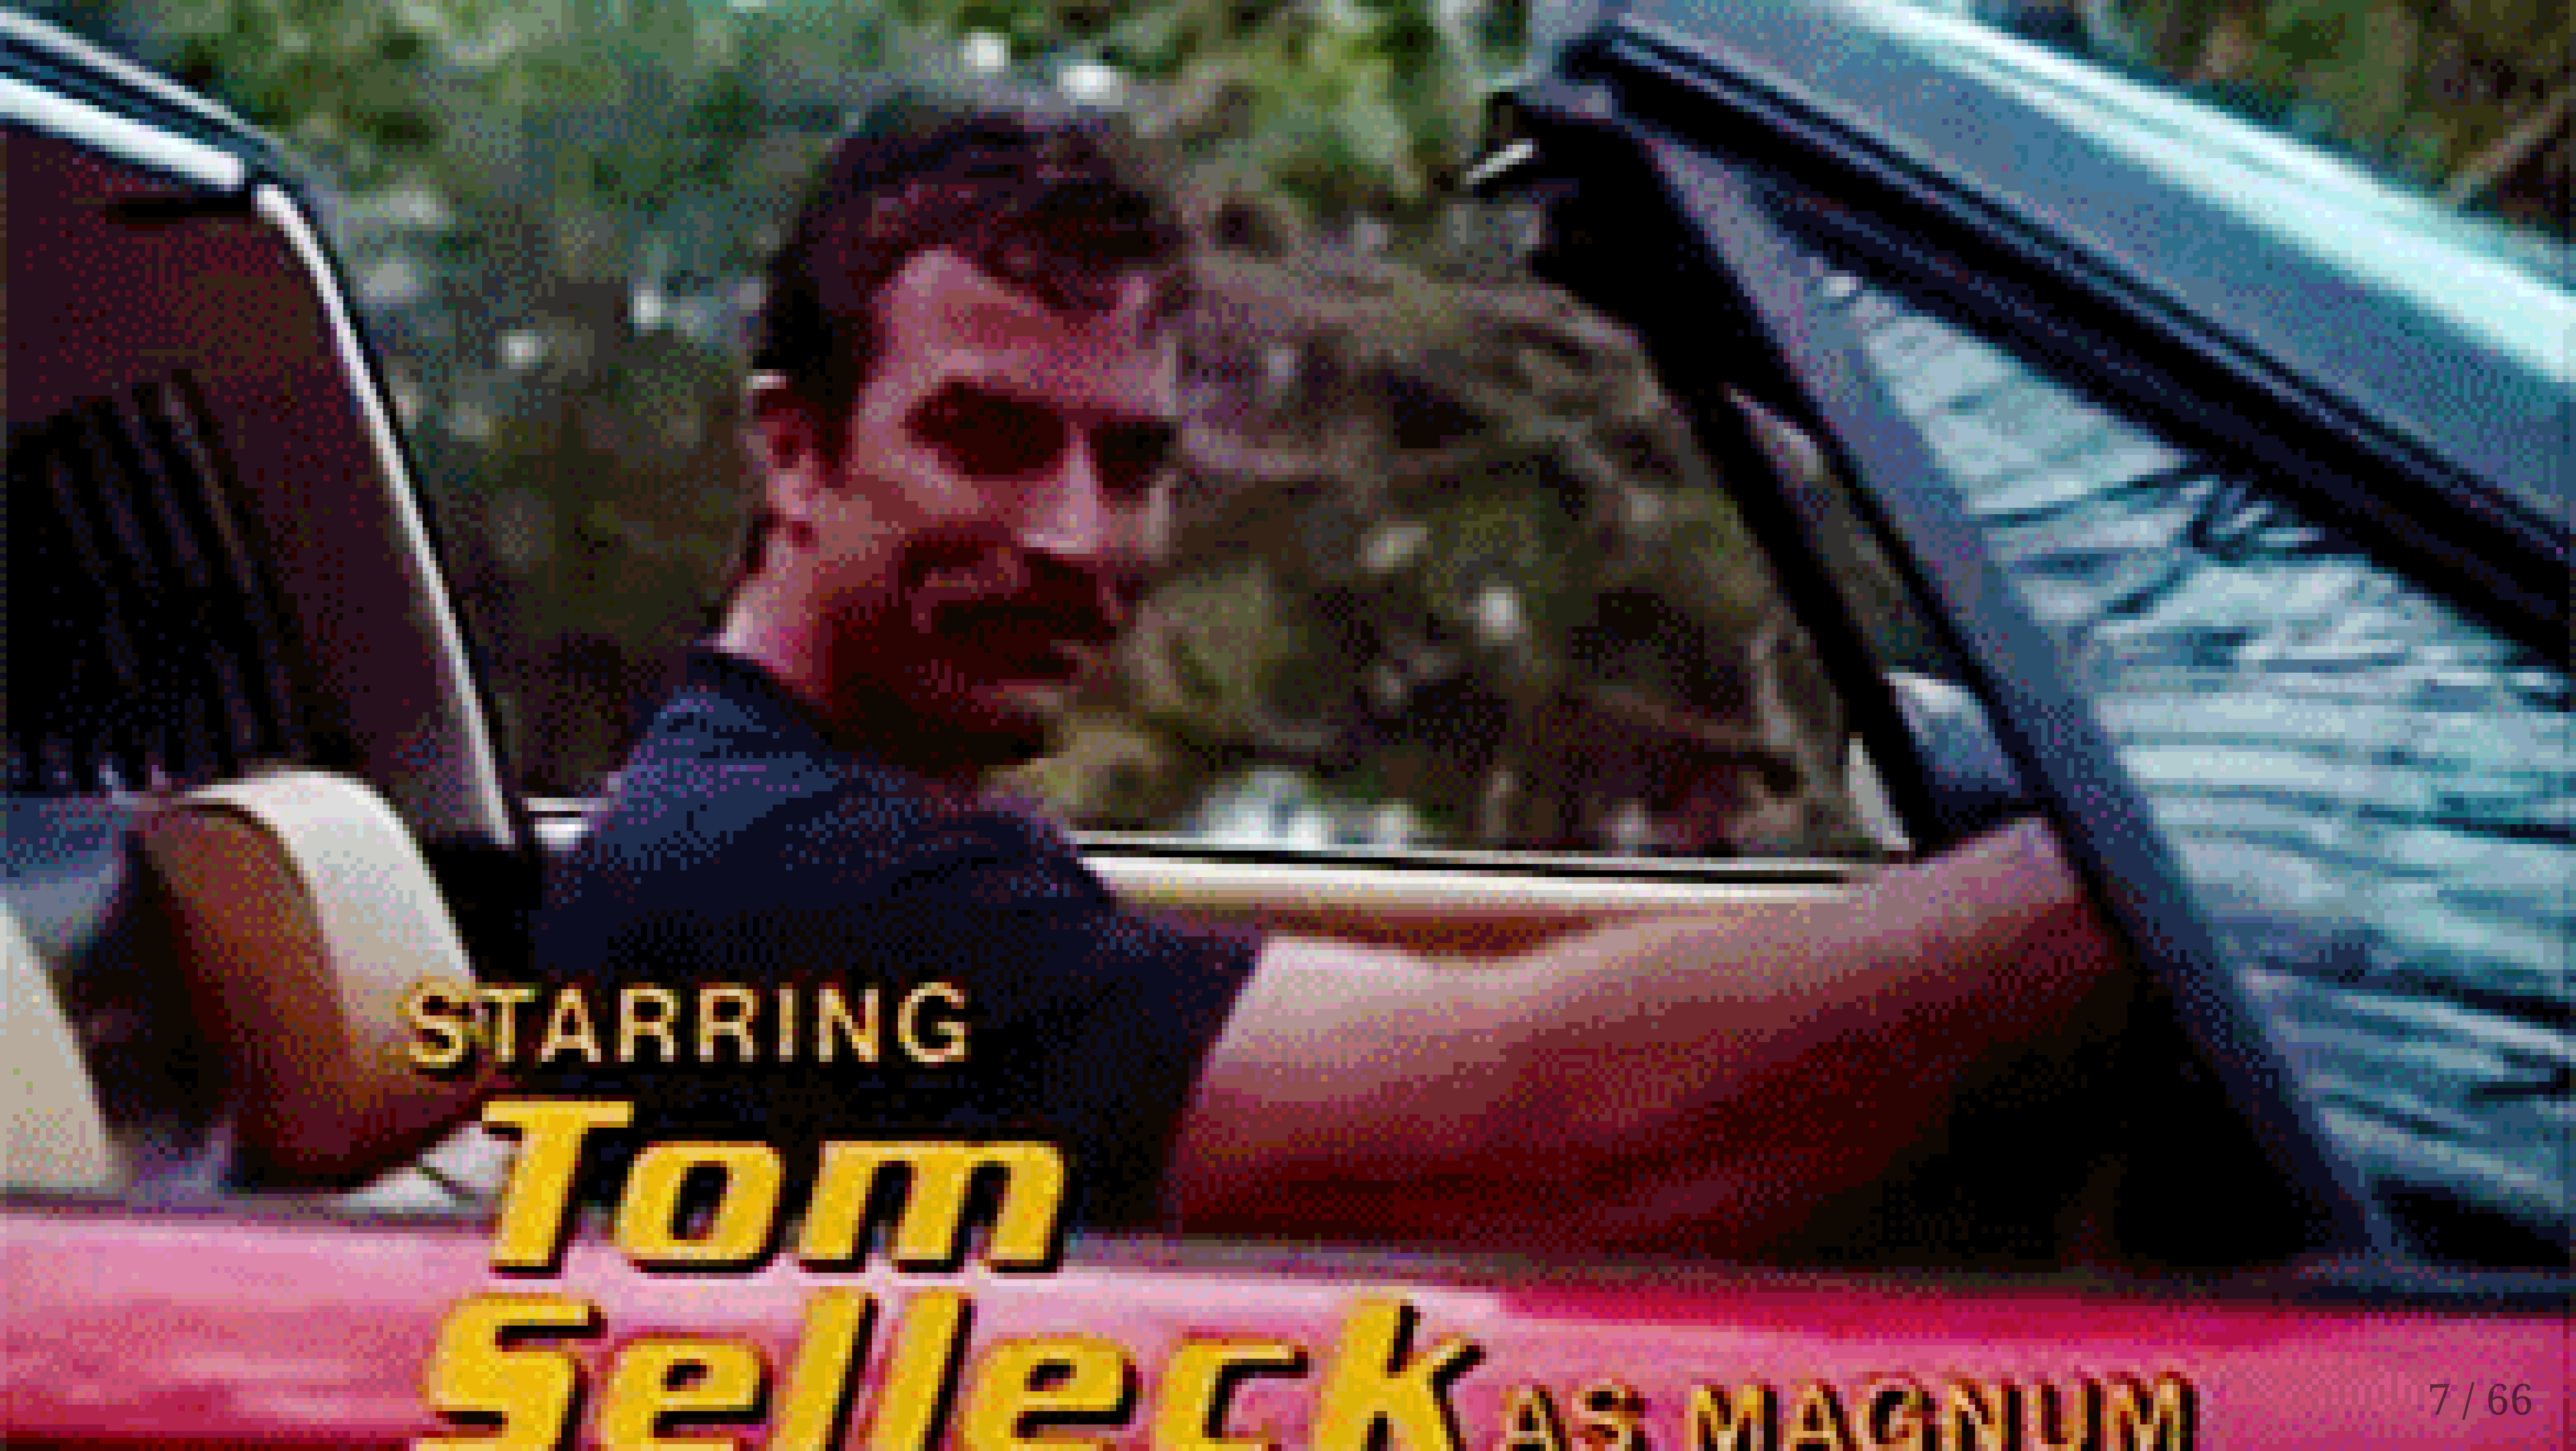 STARRING
Tom
Selleck AS MAGNUM
7 / 66